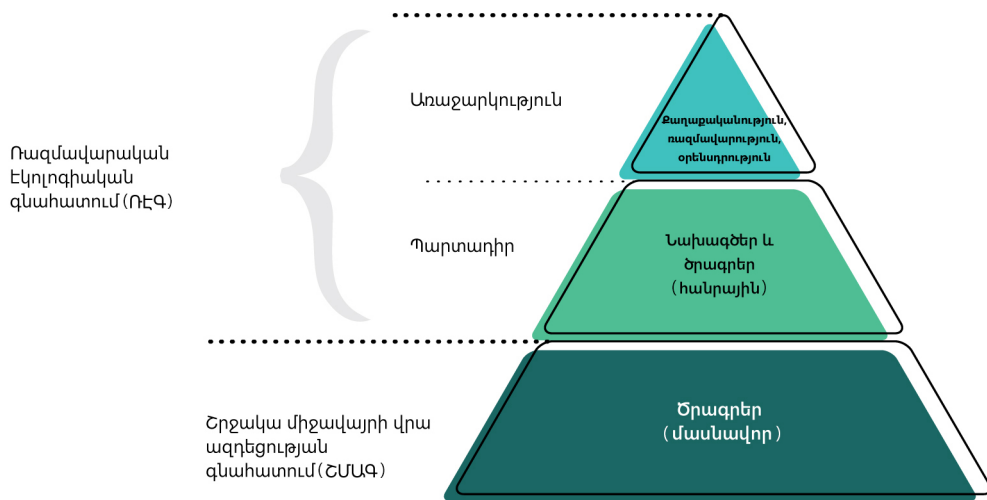 Ռազմավարական
էկոլոգիական
գնահատում(ՌԷԳ)
Առաջարկություն
Քաղաքականություն,
ռազմավարություն,
օրենսդրություն
Պարտադիր
Նախագծեր և
ծրագրեր
(հանրային)
Շրջակա միջավայրի վրա
ազդեցության
գնահատում(ՇՄԱԳ)
Ծրագրեր
(մասնավոր)